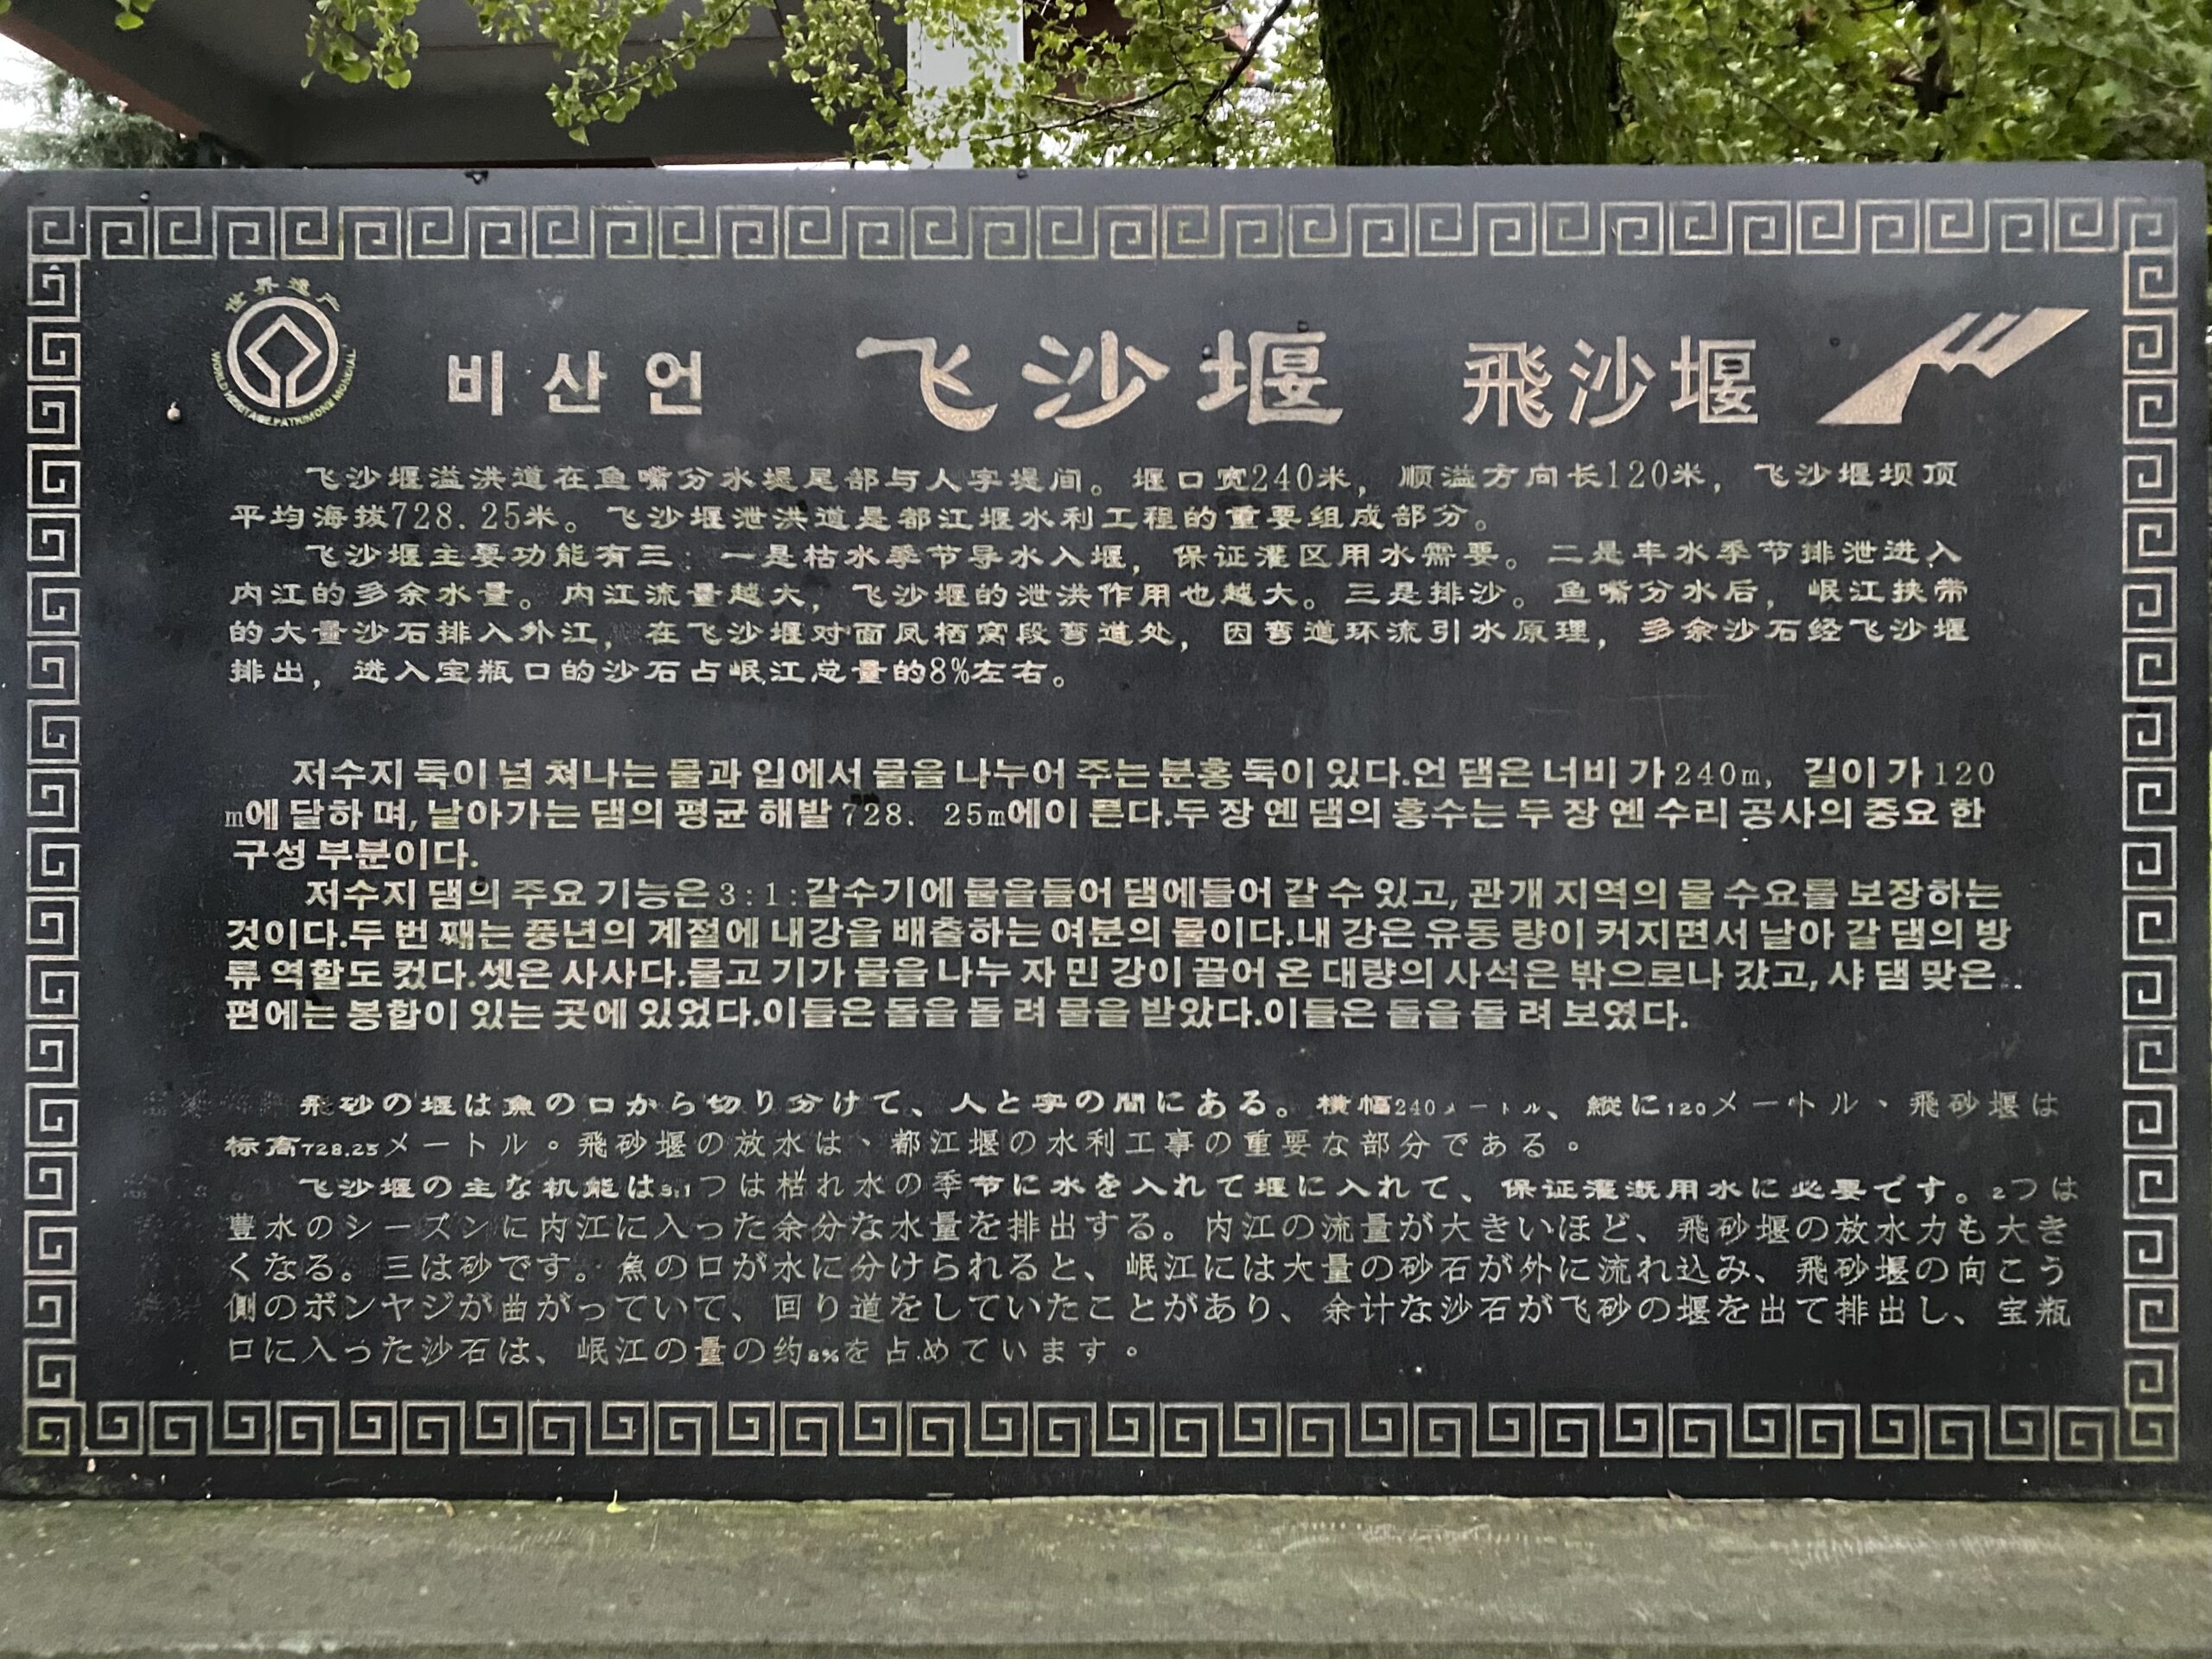 世界遗产
WORLD HERITAGE.PATRIMOINE MONDIAL
비산언 飞沙堰 飛沙堰
飞沙堰溢洪道在鱼嘴分水堤尾部与人字堤间。堰口宽240米，顺溢方向长120米，飞沙堰坝顶
平均海拔728.25米。飞沙堰泄洪道是都江堰水利工程的重要组成部分。
飞沙堰主要功能有三：一是枯水季节导水入堰，保证灌区用水需要。二是丰水季节排泄进入
内江的多余水量。内江流量越大，飞沙堰的泄洪作用也越大。三是排沙。鱼嘴分水后，岷江挟带
的大量沙石排入外江，在飞沙堰对面凤栖窝段弯道处，因弯道环流引水原理，多余沙石经飞沙堰
排出，进入宝瓶口的沙石占岷江总量的8%左右。
저수지 둑이 넘 쳐나는 물과 입에서 물을 나누어 주는 분홍 둑이 있다.언 댐은 너비 가 240m, 길이 가 120
m에 달하 며, 날아가는 댐의 평균 해발 728. 25m에이 른다.두 장 옌 댐의 홍수는 두 장 옌 수리 공사의 중요 한
구성 부분이다.
저수지 댐의 주요 기능은 3:1:갈수기에 물을들어 댐에들어 갈 수 있고, 관개 지역의 물 수요를 보장하는
것이다.두 번 째는 풍년의 계절에 내강을 배출하는 여분의 물이다.내 강은 유동 량이 커지면서 날아 갈 댐의 방
류 역할도 컸다.셋은 사사다.물고 기가 물을 나누 자 민 강이 끌어 온 대량의 사석은 밖으로나 갔고, 샤 댐 맞은
편에는 봉합이 있는 곳에 있었다.이들은 돌을 돌 려 물을 받았다.이들은 돌을 돌 려 보였다.
飛砂の堰は魚の口から切り分けて、人と字の間にある。横幅240メートル、縦に120メートル、飛砂堰は
标高728.25メートル。飛砂堰の放水は、都江堰の水利工事の重要な部分である。
飞沙堰の主な机能は3:1つは枯れ水の季节に水を入れて堰に入れて、保证灌漑用水に必要です。2つは
豊水のシーズンに内江に入った余分な水量を排出する。内江の流量が大きいほど、飛砂堰の放水力も大き
くなる。三は砂です。魚の口が水に分けられると、岷江には大量の砂石が外に流れ込み、飛砂堰の向こう
側のボンヤジが曲がっていて、回り道をしていたことがあり、余计な沙石が飞砂の堰を出て排出し、宝瓶
口に入った沙石は、岷江の量の约8%を占めています。